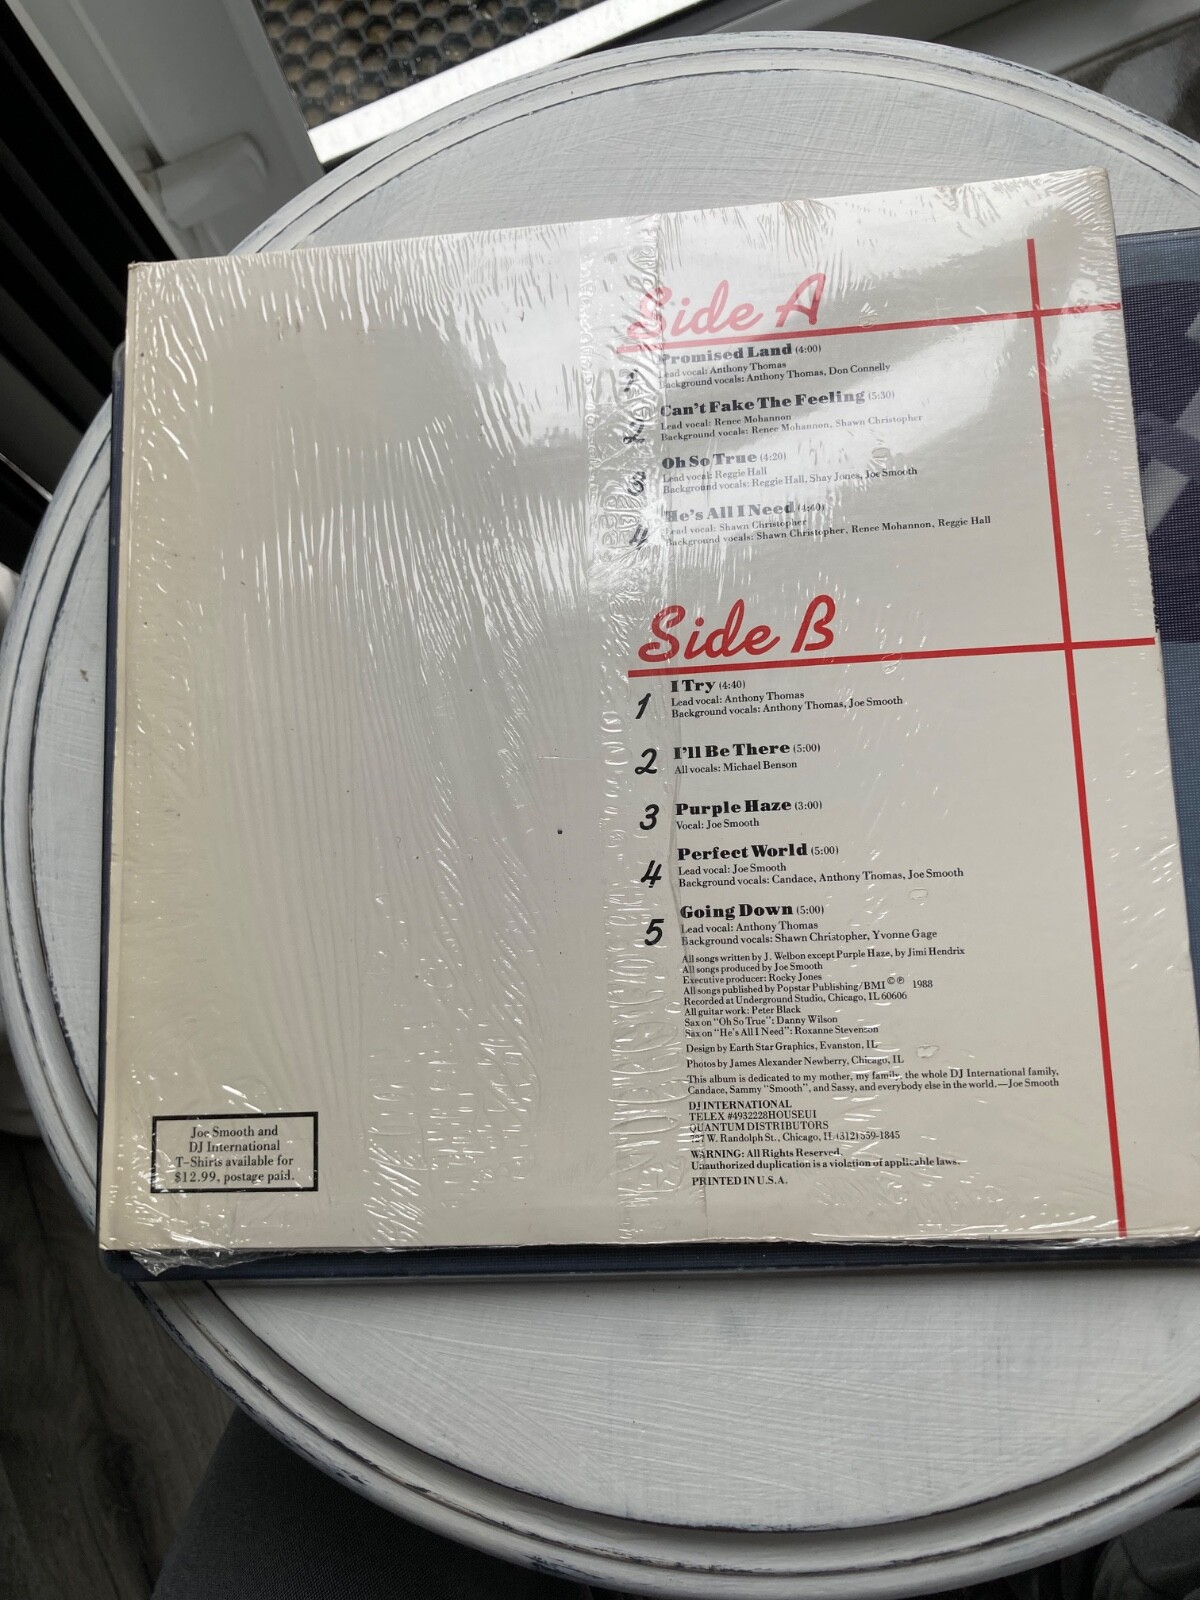 Side A
Promised Land (4:00)
Lead vocal: Anthony Thomas
Background vocals: Anthony Thomas, Don Connelly
2
Can't Fake The Feeling (5:30)
Lead vocal: Renee Mohannon
Background vocals: Renee Mohannon, Shawn Christopher
3
Oh So True (4:20)
Lead vocal: Reggie Hall
Background vocals: Reggie Hall, Shay Jones, Joe Smooth
4
He's All I Need
Lead vocal: Shawn Christopher
Background vocals: Shawn Christopher, Renee Mohannon, Reggie Hall
Side B
1
I Try (4:40)
Lead vocal: Anthony Thomas
Background vocals: Anthony Thomas, Joe Smooth
2
I'll Be There (5:00)
All vocals: Michael Benson
3
Purple Haze (3:00)
Vocal: Joe Smooth
4
Perfect World (5:00)
Lead vocal: Joe Smooth
Background vocals: Candace, Anthony Thomas, Joe Smooth
5
Going Down (5:00)
Lead vocal: Anthony Thomas
Background vocals: Shawn Christopher, Yvonne Gage
All songs written by J. Welbon except Purple Haze, by Jimi Hendrix
All songs produced by Joe Smooth
Executive producer: Rocky Jones
All songs published by Popstar Publishing/BMI ©℗ 1988
Recorded at Underground Studio, Chicago, IL 60606
All guitar work: Peter Black
Sax on "Oh So True": Danny Wilson
Sax on "He's All I Need": Roxanne Stevenson
Design by Earth Star Graphics, Evanston, IL
Photos by James Alexander Newberry, Chicago, IL
This album is dedicated to my mother, my family, the whole DJ International family,
Candace, Sammy "Smooth", and Sassy, and everybody else in the world.—Joe Smooth
DJ INTERNATIONAL
TELEX #4932228HOUSEUI
QUANTUM DISTRIBUTORS
W. Randolph St., Chicago, IL (312) 559-1845
WARNING: All Rights Reserved.
Unauthorized duplication is a violation of applicable laws.
PRINTED IN U.S.A.
Joe Smooth and
DJ International
T-Shirts available for
$12.99, postage paid.